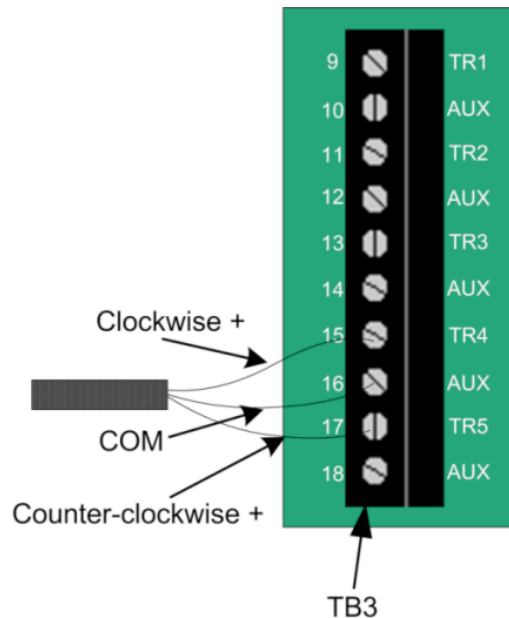 9 TR1
10 AUX
11 TR2
12 AUX
13 TR3
14 AUX
Clockwise +
15 TR4
16 AUX
COM
17 TR5
18 AUX
Counter-clockwise +
TB3